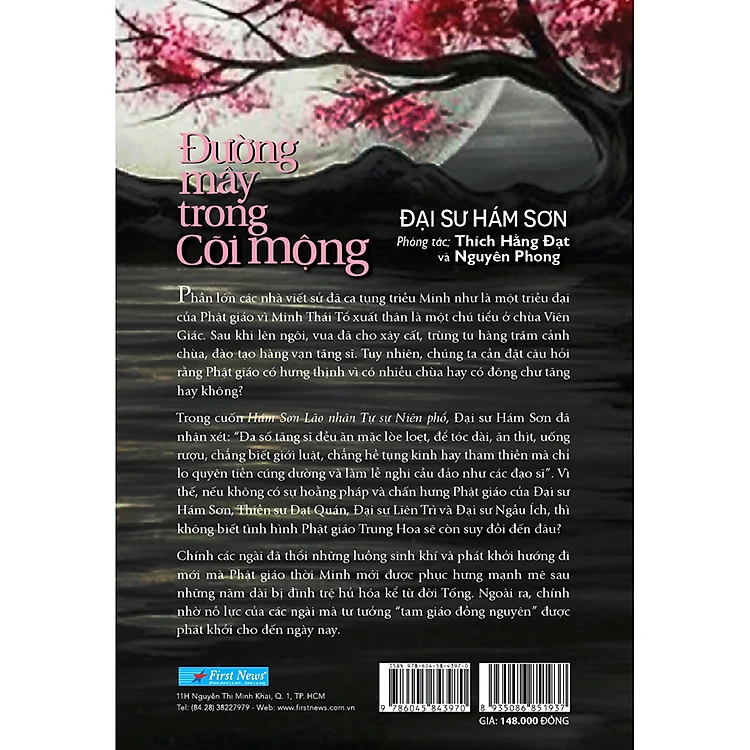 Đường
mây
trong
Cõi mộng
ĐẠI SƯ HÁM SƠN
Phóng tác: Thích Hằng Đạt
và Nguyên Phong
Phần lớn các nhà viết sử đã ca tụng triều Minh như là một triều đại
của Phật giáo vì Minh Thái Tổ xuất thân là một chú tiểu ở chùa Viên
Giác. Sau khi lên ngôi, vua đã cho xây cất, trùng tu hàng trăm cảnh
chùa, đào tạo hàng vạn tăng sĩ. Tuy nhiên, chúng ta cần đặt câu hỏi
rằng Phật giáo có hưng thịnh vì có nhiều chùa hay có đông chư tăng
hay không?
Trong cuốn Hám Sơn Lão nhân Tự sự Niên phổ, Đại sư Hám Sơn đã
nhận xét: “Đa số tăng sĩ đều ăn mặc lòe loẹt, để tóc dài, ăn thịt, uống
rượu, chẳng biết giới luật, chẳng hề tụng kinh hay tham thiền mà chỉ
lo quyên tiền cúng dường và làm lễ nghi cầu đảo như các đạo sĩ”. Vì
thế, nếu không có sự hoằng pháp và chấn hưng Phật giáo của Đại sư
Hám Sơn, Thiền sư Đạt Quán, Đại sư Liên Trì và Đại sư Ngẫu Ích, thì
không biết tình hình Phật giáo Trung Hoa sẽ còn suy đồi đến đâu?
Chính các ngài đã thổi những luồng sinh khí và phát khởi hướng đi
mới mà Phật giáo thời Minh mới được phục hưng mạnh mẽ sau
những năm dài bị đình trệ hủ hóa kể từ đời Tống. Ngoài ra, chính
nhờ nỗ lực của các ngài mà tư tưởng “tam giáo đồng nguyên” được
phát khởi cho đến ngày nay.
First News
11H Nguyễn Thị Minh Khai, Q. 1, TP. HCM
Tel: (84.28) 38227979 - Web: www.firstnews.com.vn
ISBN 978-604-58-4397-0
9 786045 843970
8 935086 851937
GIÁ: 148.000 ĐỒNG